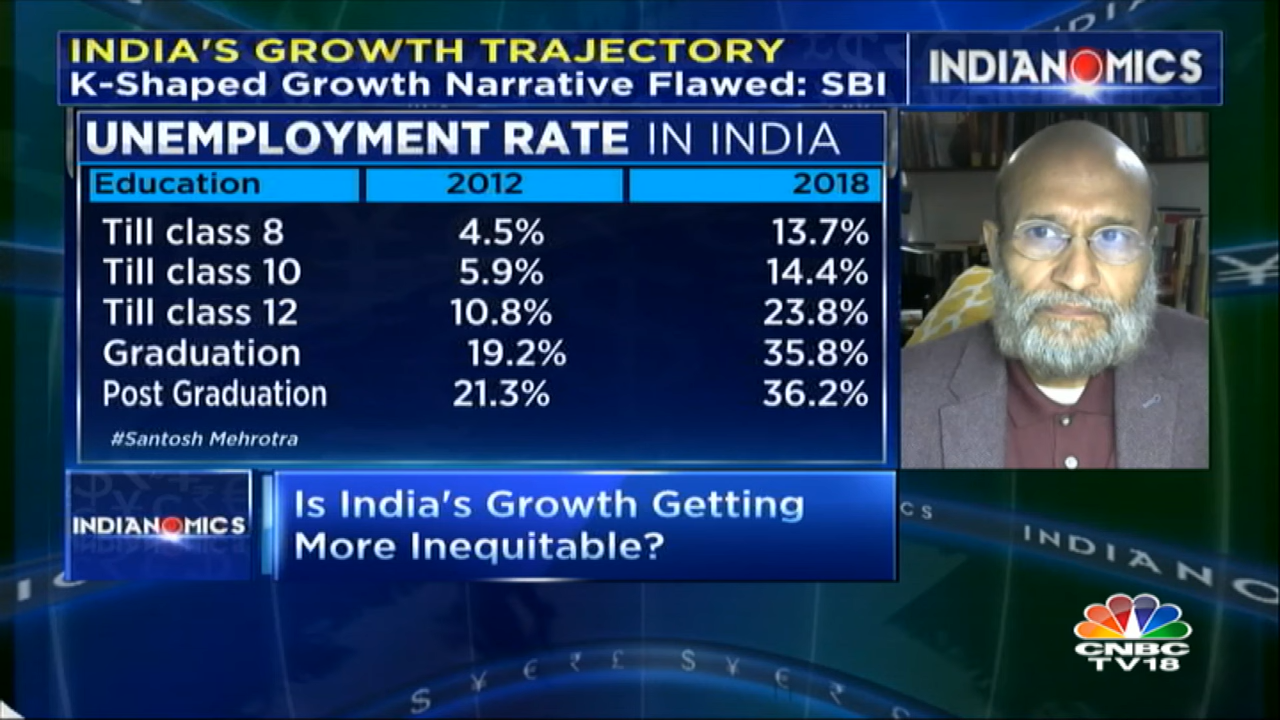 INDIA'S GROWTH TRAJECTORY
K-Shaped Growth Narrative Flawed: SBI
INDIANOMICS
UNEMPLOYMENT RATE IN INDIA
Education 2012 2018
Till class 8 4.5% 13.7%
Till class 10 5.9% 14.4%
Till class 12 10.8% 23.8%
Graduation 19.2% 35.8%
Post Graduation 21.3% 36.2%
#Santosh Mehrotra
INDIANOMICS
Is India's Growth Getting
More Inequitable?
CS
INDIANO
CNBC
TV18
$ ¥ € ₹ £ $ ¥ € ₹